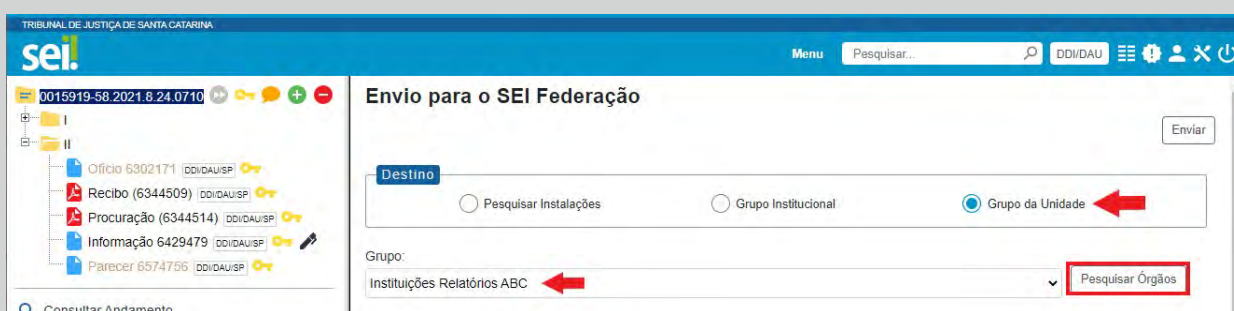 TRIBUNAL DE JUSTIÇA DE SANTA CATARINA
sei!
Menu
Pesquisar...
DDI/DAU
0015919-58.2021.8.24.0710
I
II
Ofício 6302171 DDI/DAU/SP
Recibo (6344509) DDI/DAU/SP
Procuração (6344514) DDI/DAU/SP
Informação 6429479 DDI/DAU/SP
Parecer 6574756 DDI/DAU/SP
Consultar Andamento
Envio para o SEI Federação
Enviar
Destino
Pesquisar Instalações Grupo Institucional Grupo da Unidade
Grupo:
Instituições Relatórios ABC
Pesquisar Órgãos